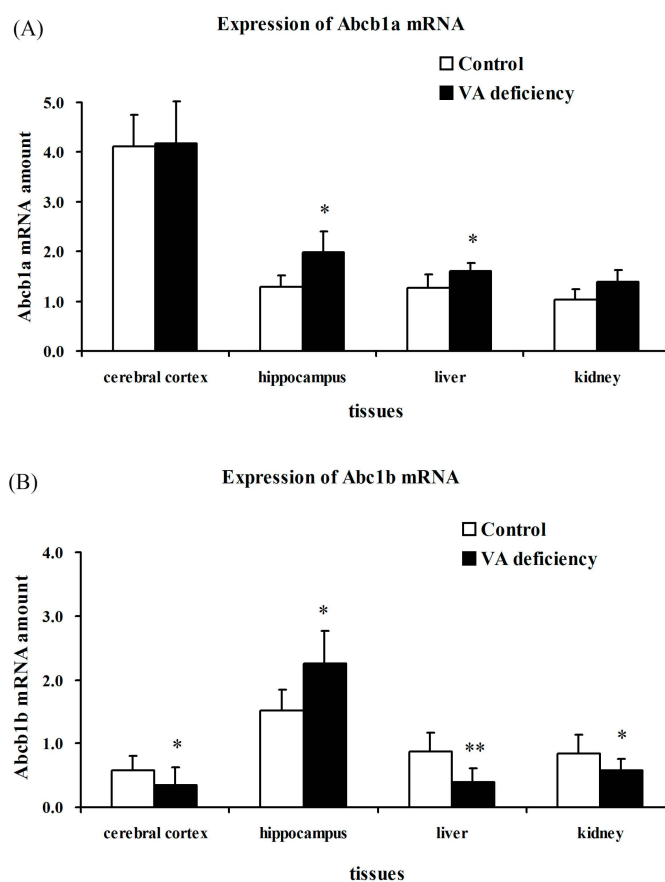 (A)
Expression of Abcb1a mRNA
Control
VA deficiency
Abcb1a mRNA amount
5.0
4.0
3.0
2.0
1.0
0.0
*
*
cerebral cortex
hippocampus
liver
kidney
tissues
(B)
Expression of Abc1b mRNA
Control
VA deficiency
Abcb1b mRNA amount
4.0
3.0
2.0
1.0
0.0
*
*
**
*
cerebral cortex
hippocampus
liver
kidney
tissues